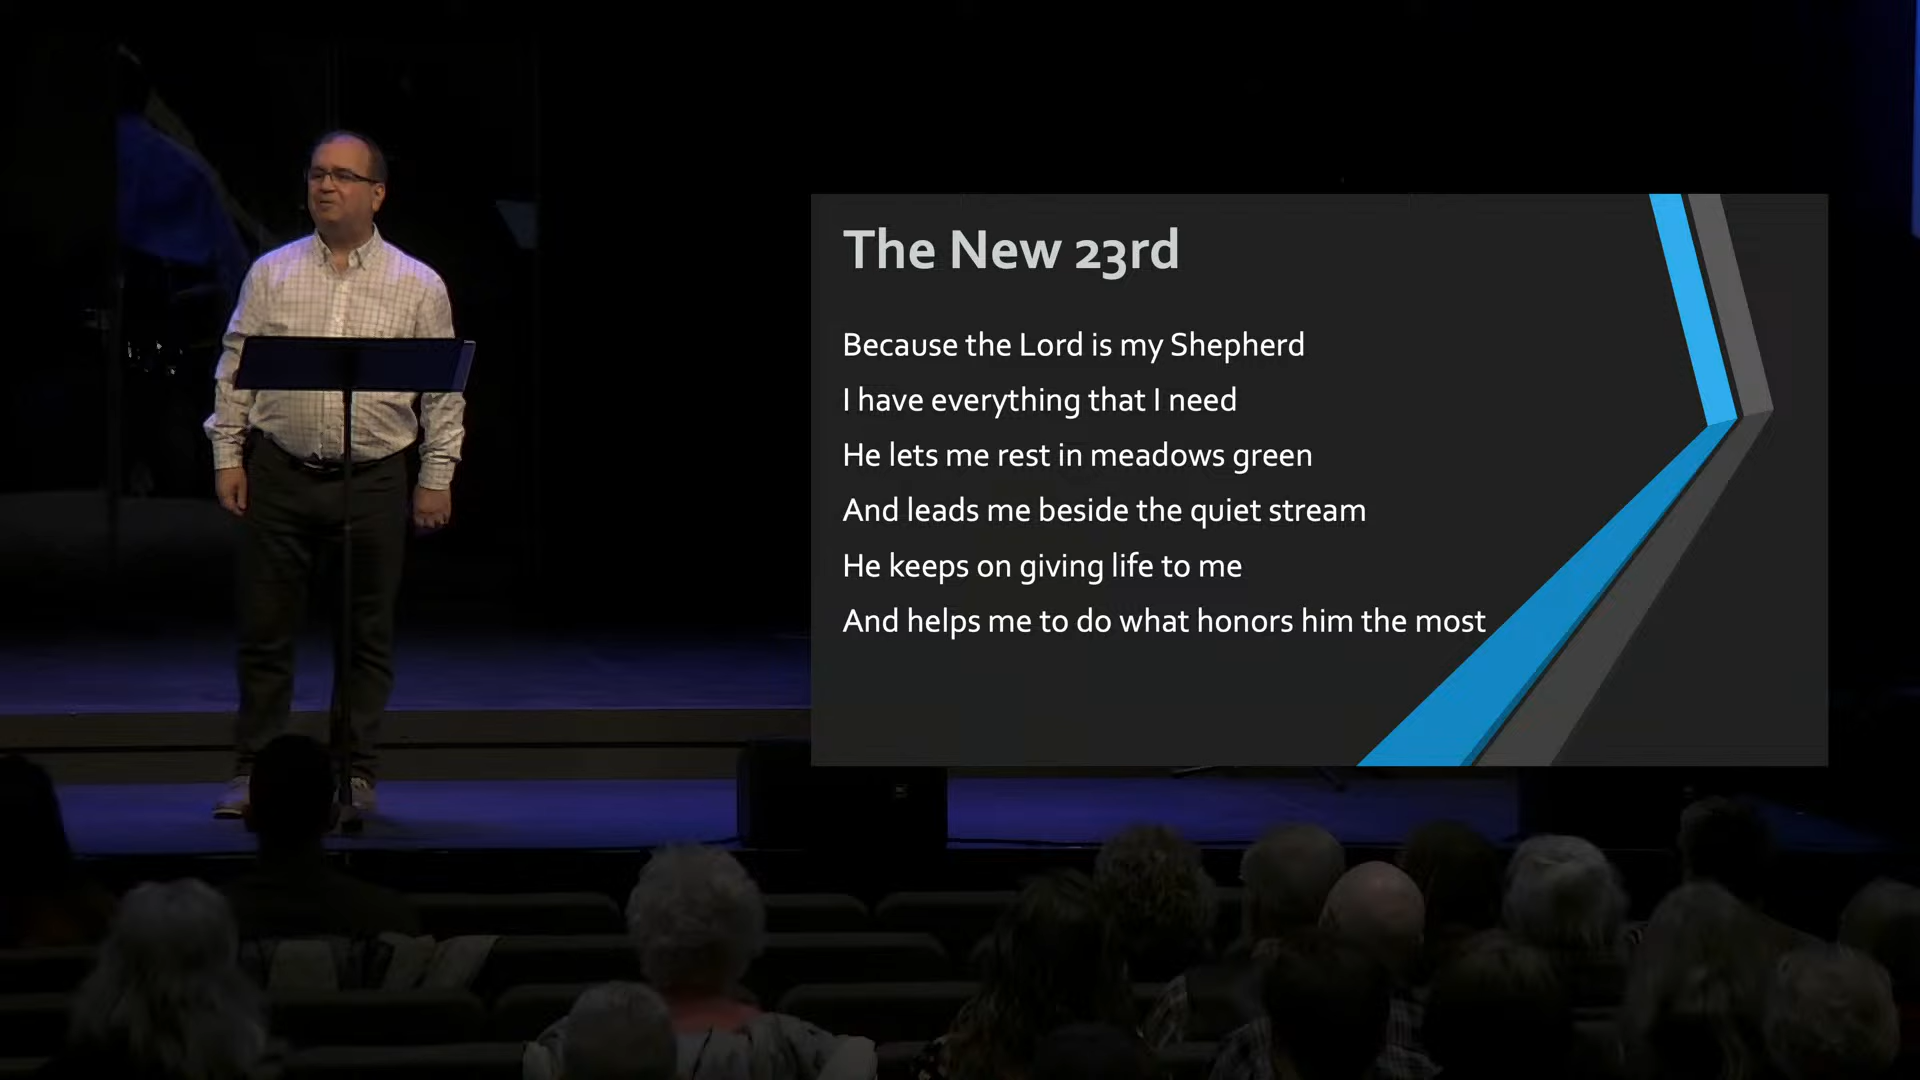 The New 23rd
Because the Lord is my Shepherd
I have everything that I need
He lets me rest in meadows green
And leads me beside the quiet stream
He keeps on giving life to me
And helps me to do what honors him the most